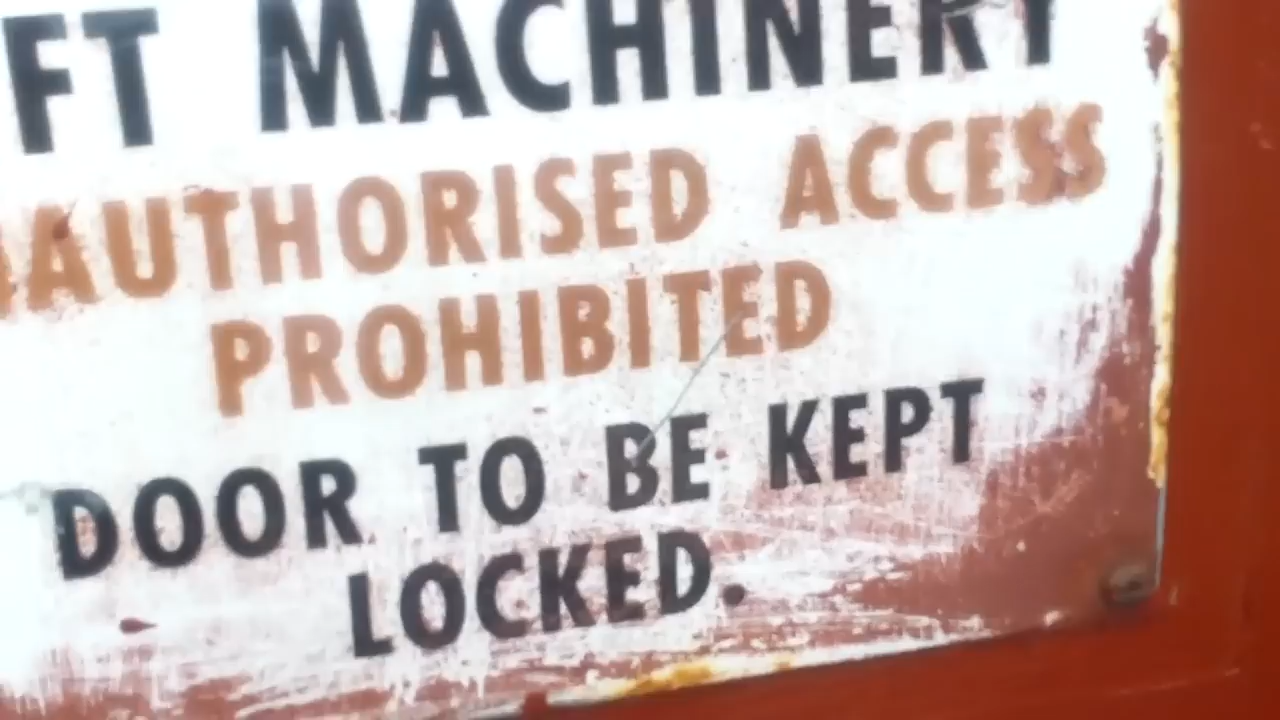 FT MACHINERY
AUTHORISED ACCESS
PROHIBITED
DOOR TO BE KEPT
LOCKED.